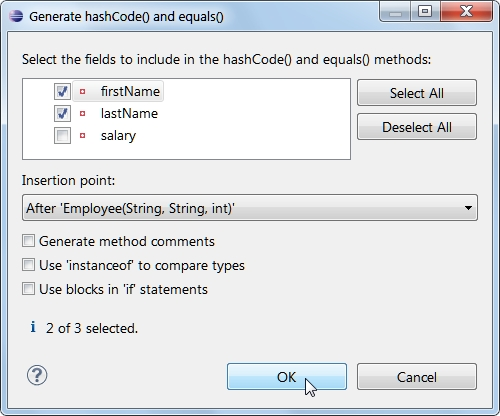 Generate hashCode() and equals()
Select the fields to include in the hashCode() and equals() methods:
firstName
lastName
salary
Select All
Deselect All
Insertion point:
After 'Employee(String, String, int)'
Generate method comments
Use 'instanceof' to compare types
Use blocks in 'if' statements
i 2 of 3 selected.
? OK Cancel